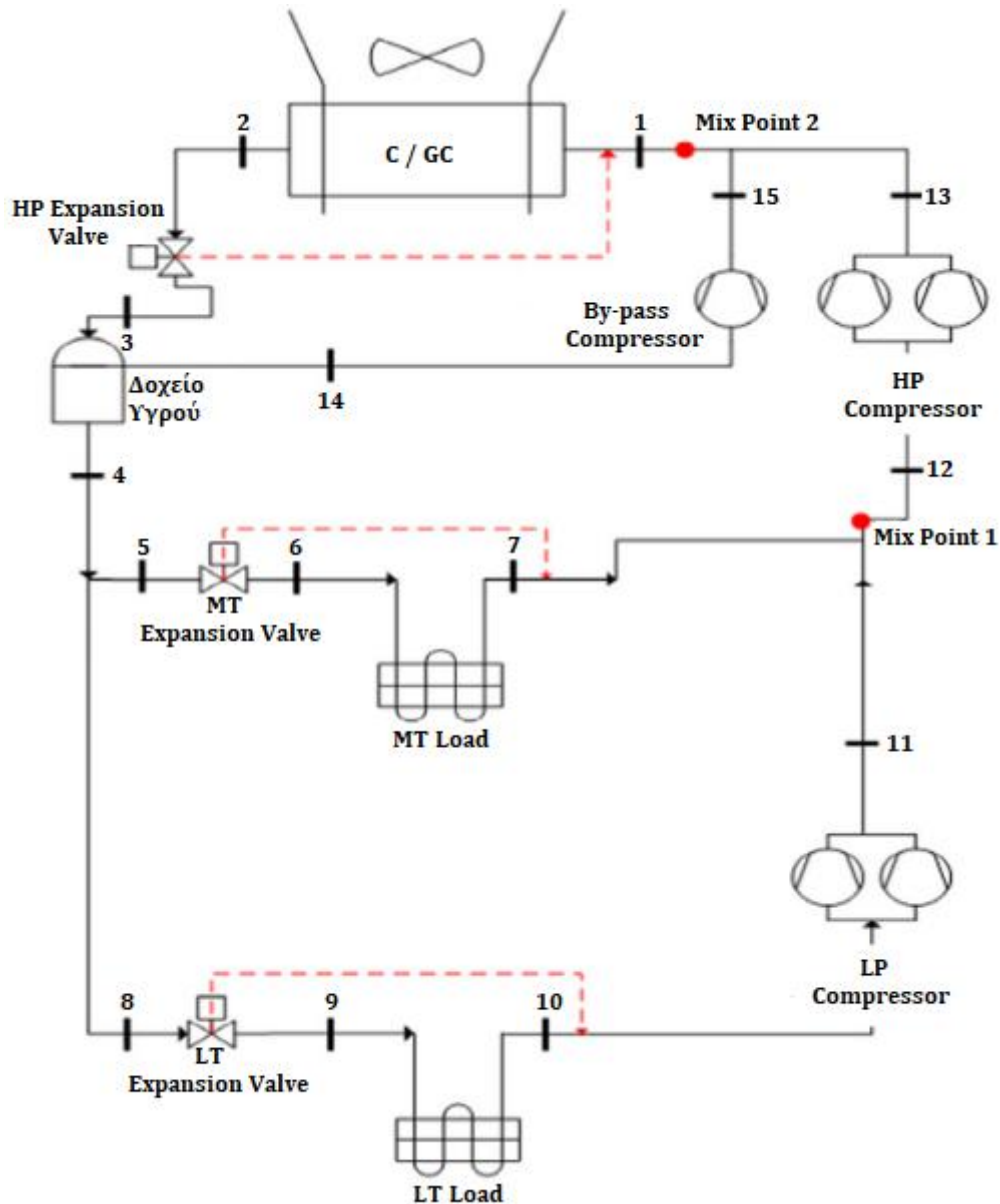 2
1
Mix Point 2
C / GC
15
13
HP Expansion
Valve
3
By-pass
Compressor
Δοχείο
Υγρού
14
HP
Compressor
4
12
Mix Point 1
5
6
7
MT
Expansion Valve
MT Load
11
LP
Compressor
8
9
10
LT
Expansion Valve
LT Load